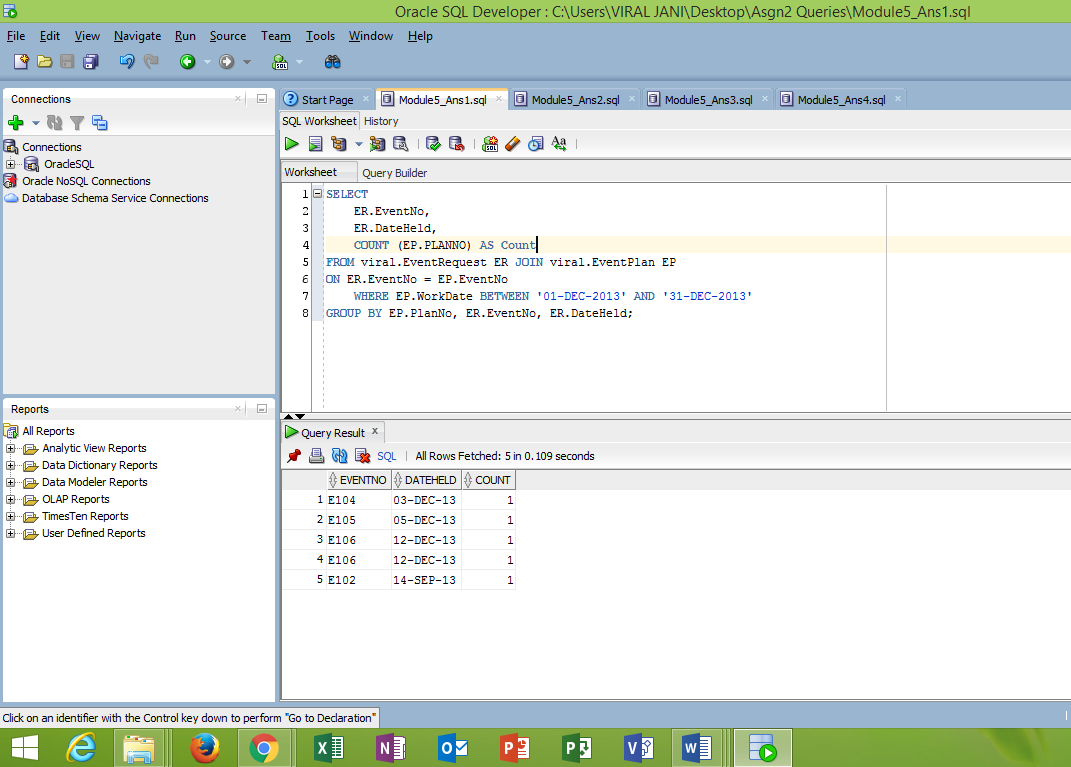 Oracle SQL Developer : C:\Users\VIRAL JANI\Desktop\Asgn2 Queries\Module5_Ans1.sql
File Edit View Navigate Run Source Team Tools Window Help
Connections
Connections
OracleSQL
Oracle NoSQL Connections
Database Schema Service Connections
Reports
All Reports
Analytic View Reports
Data Dictionary Reports
Data Modeler Reports
OLAP Reports
TimesTen Reports
User Defined Reports
Start Page Module5_Ans1.sql Module5_Ans2.sql Module5_Ans3.sql Module5_Ans4.sql
SQL Worksheet History
Worksheet Query Builder
1 SELECT
2 ER.EventNo,
3 ER.DateHeld,
4 COUNT (EP.PLANNO) AS Count
5 FROM viral.EventRequest ER JOIN viral.EventPlan EP
6 ON ER.EventNo = EP.EventNo
7 WHERE EP.WorkDate BETWEEN '01-DEC-2013' AND '31-DEC-2013'
8 GROUP BY EP.PlanNo, ER.EventNo, ER.DateHeld;
Query Result
SQL | All Rows Fetched: 5 in 0.109 seconds
EVENTNO DATEHELD COUNT
1 E104 03-DEC-13 1
2 E105 05-DEC-13 1
3 E106 12-DEC-13 1
4 E106 12-DEC-13 1
5 E102 14-SEP-13 1
Click on an identifier with the Control key down to perform "Go to Declaration"